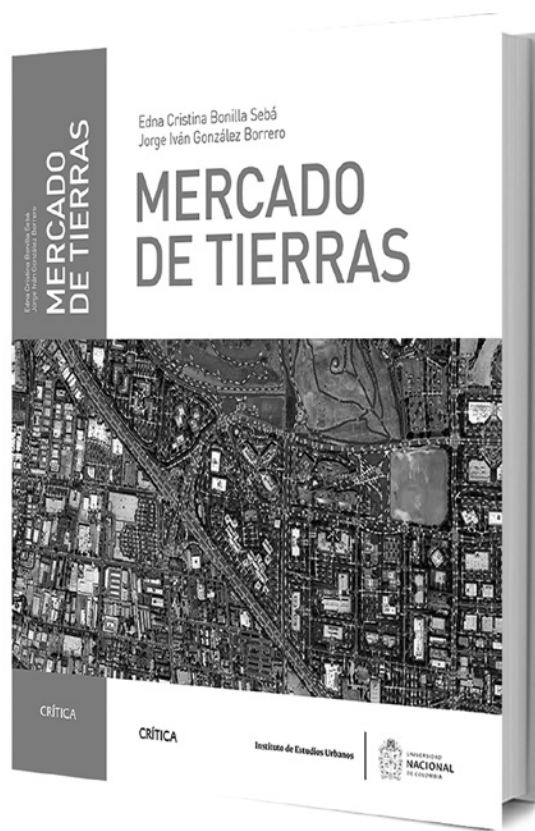 Edna Cristina Bonilla Sebá
Jorge Iván González Borrero
MERCADO
DE TIERRAS
Edna Cristina Bonilla Sebá
Jorge Iván González Borrero
MERCADO
DE TIERRAS
CRÍTICA
CRÍTICA
Instituto de Estudios Urbanos
UNIVERSIDAD
NACIONAL
DE COLOMBIA